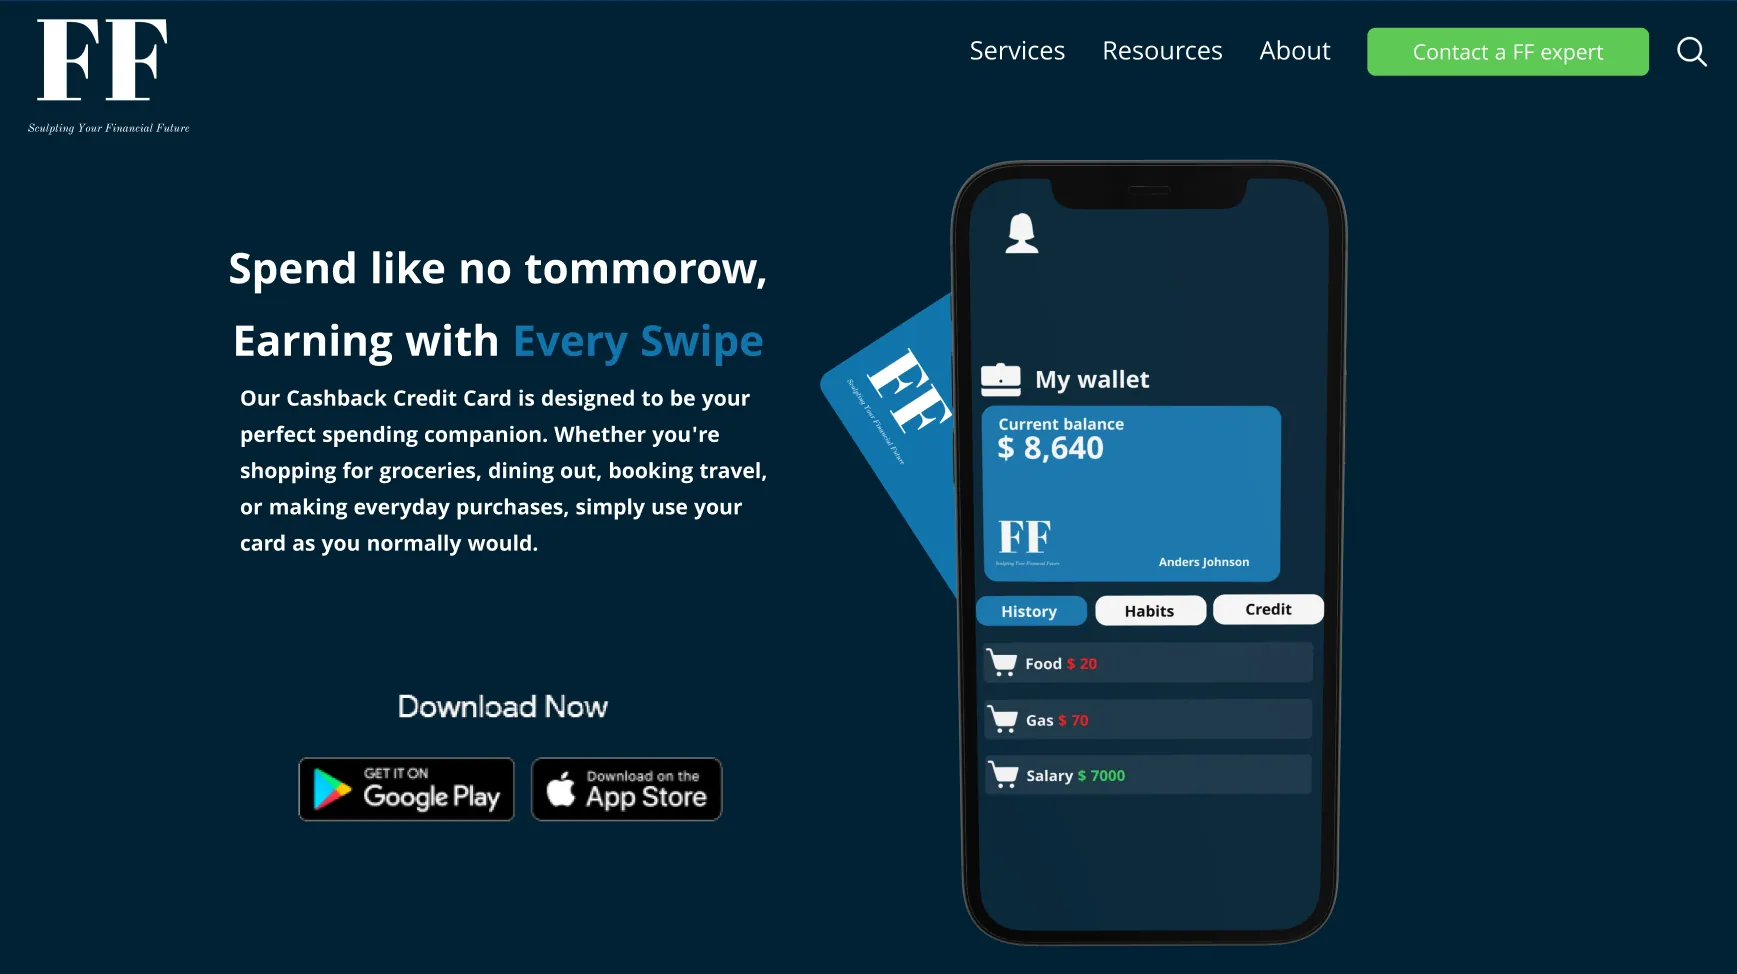 FF
Sculpting Your Financial Future
Services Resources About Contact a FF expert
Spend like no tommorow,
Earning with Every Swipe
Our Cashback Credit Card is designed to be your
perfect spending companion. Whether you're
shopping for groceries, dining out, booking travel,
or making everyday purchases, simply use your
card as you normally would.
Download Now
GET IT ON
Google Play
Download on the
App Store
FF
Sculpting Your Financial Future
My wallet
Current balance
$ 8,640
FF
Sculpting Your Financial Future
Anders Johnson
History Habits Credit
Food $ 20
Gas $ 70
Salary $ 7000